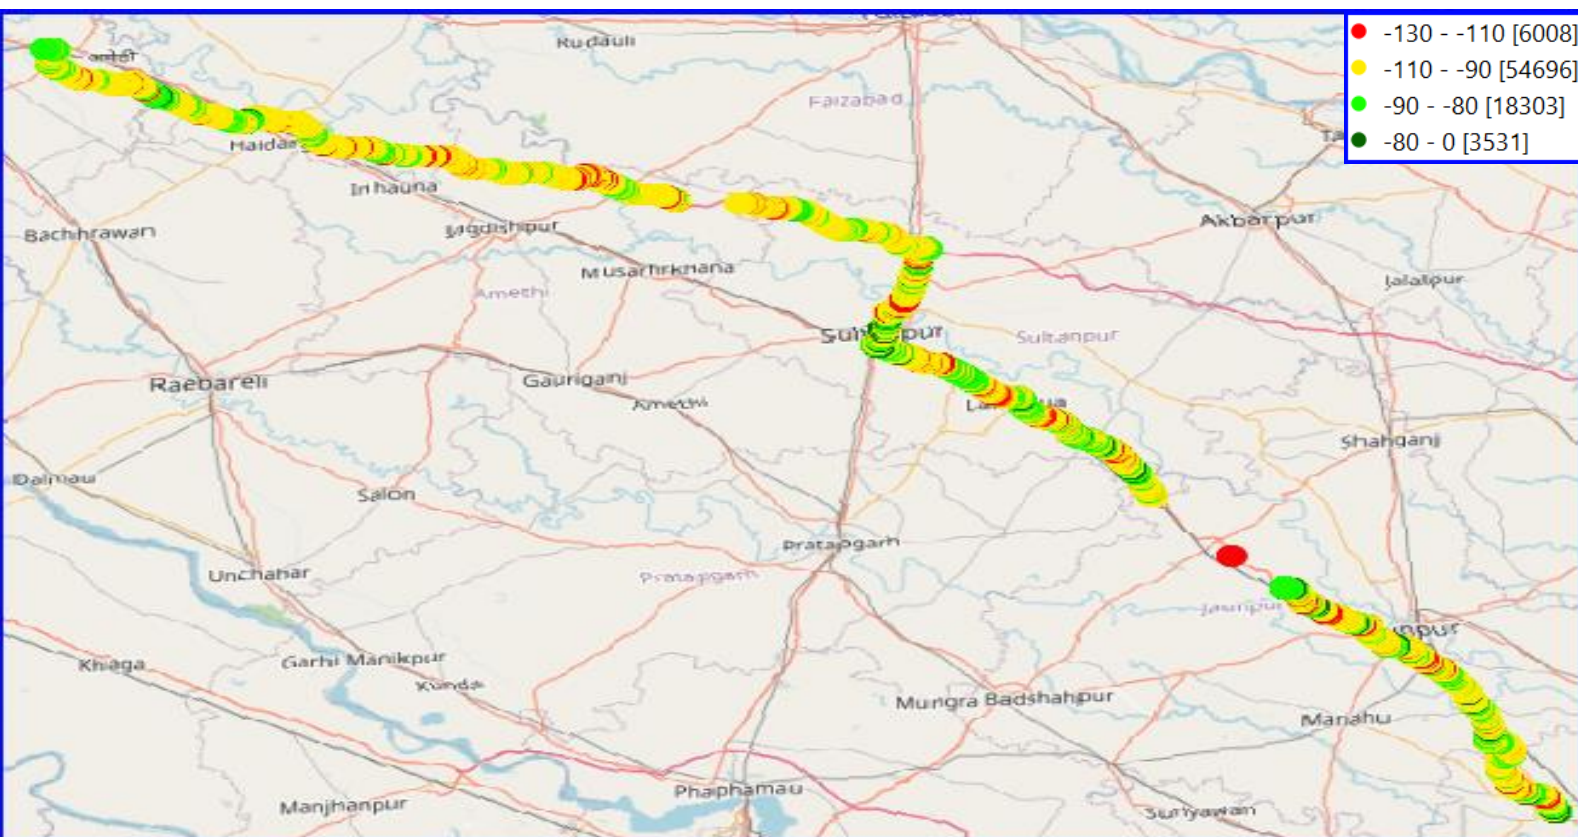 Rudauli
-130 - -110 [6008]
-110 - -90 [54696]
-90 - -80 [18303]
-80 - 0 [3531]
Faizabad
Inhauna
Bachhrawan
Jagdishpur
Akbarpur
Musafirkhana
Jalalpur
Amethi
Sultanpur
Raebareli
Gauriganj
Amethi
Shahganj
Dalmau
Salon
Pratapgarh
Unchahar
Pratapgarh
Jaunpur
Garhi Manikpur
Khaga
Kunda
Mungra Badshahpur
Mariahu
Phaphamau
Manjhanpur
Suriyawan